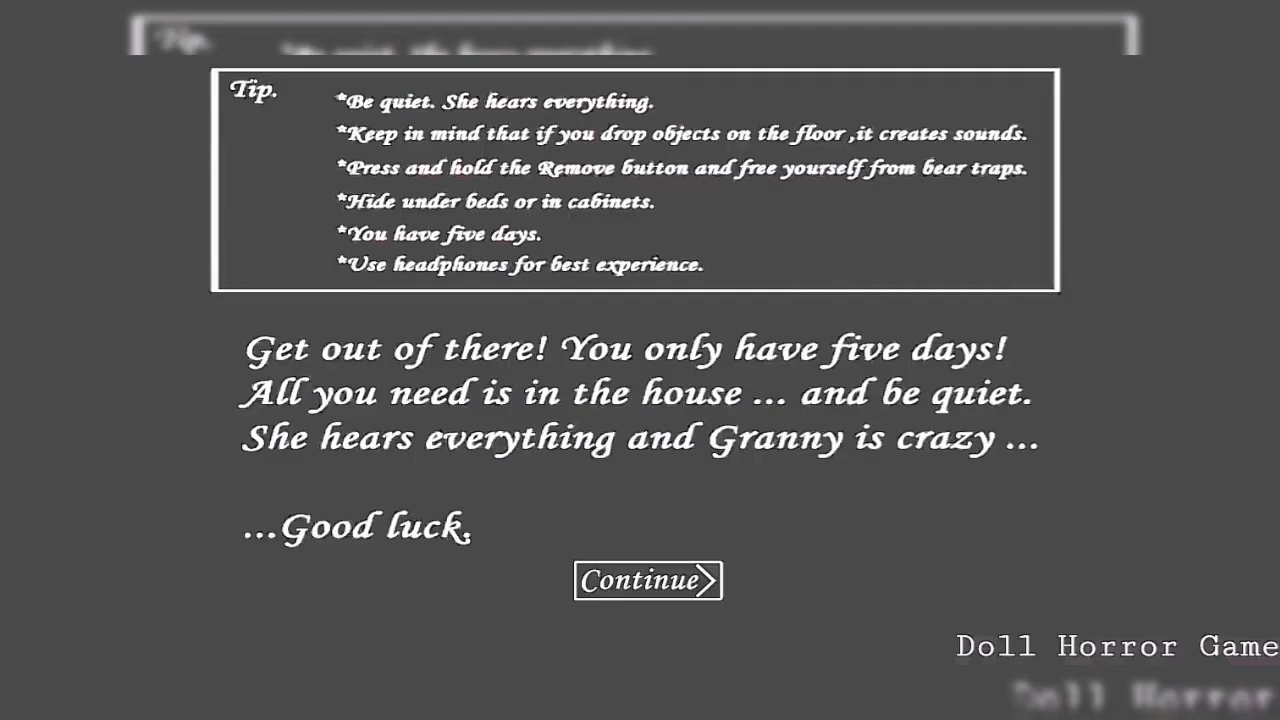 Tip.
*Be quiet. She hears everything.
*Keep in mind that if you drop objects on the floor ,it creates sounds.
*Press and hold the Remove button and free yourself from bear traps.
*Hide under beds or in cabinets.
*You have five days.
*Use headphones for best experience.
Get out of there! You only have five days!
All you need is in the house ... and be quiet.
She hears everything and Granny is crazy ...
...Good luck.
Continue>
Doll Horror Game
Doll Horror